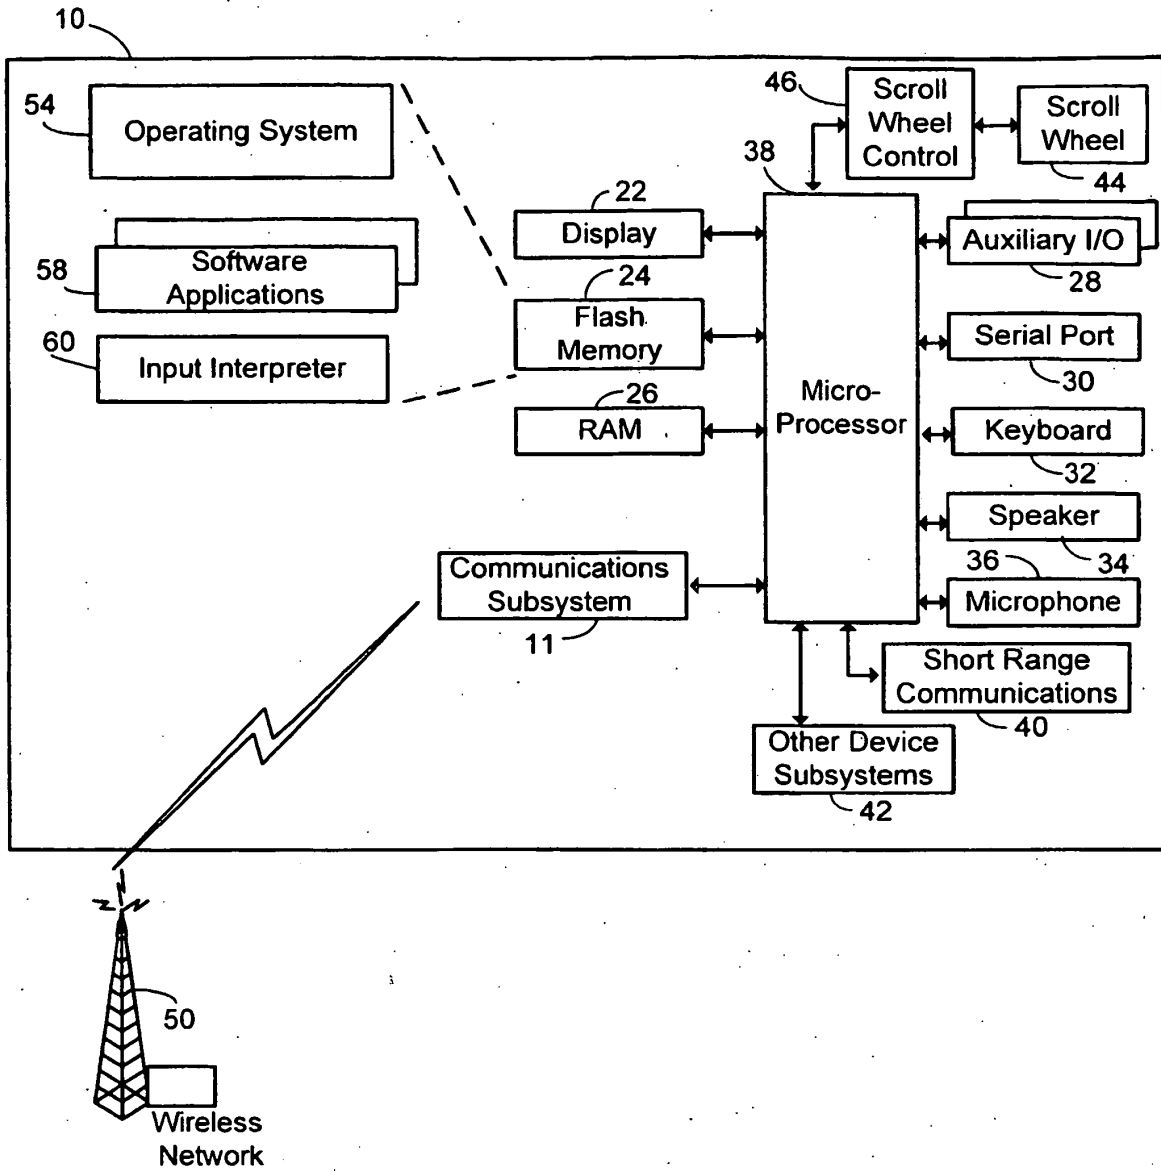 10
54
Operating System
58
Software
Applications
60
Input Interpreter
22
Display
24
Flash
Memory
26
RAM
Communications
Subsystem
11
38
Micro-
Processor
46
Scroll
Wheel
Control
Scroll
Wheel
44
Auxiliary I/O
28
Serial Port
30
Keyboard
32
Speaker
34
36
Microphone
Short Range
Communications
40
Other Device
Subsystems
42
50
Wireless
Network